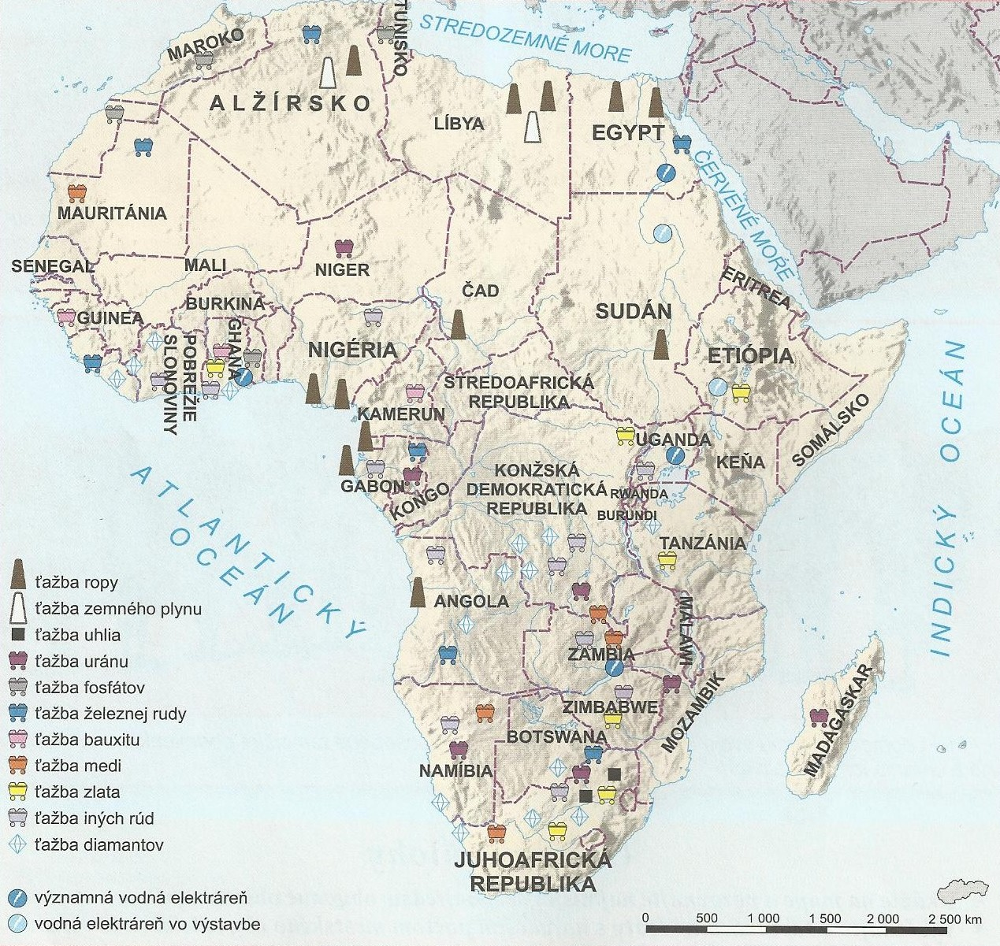 STREDOZEMNÉ MORE
TUNISKO
MAROKO
ALŽÍRSKO
LÍBYA
EGYPT
ČERVENÉ MOŘE
MAURITÁNIA
SENEGAL
MALI
NIGER
ČAD
SUDÁN
ERITREA
BURKINA
GUINEA
GHANA
POBREŽIE
SLONOVINY
NIGÉRIA
ETIÓPIA
STREDOAFRICKÁ
REPUBLIKA
KAMERUN
SOMÁLSKO
UGANDA
KEŇA
GABON
KONGO
KONŽSKÁ
DEMOKRATICKÁ
REPUBLIKA
RWANDA
BURUNDI
TANZÁNIA
ATLANTICKÝ
OCEÁN
INDICKÝ OCEÁN
ANGOLA
MALAWI
ZAMBIA
ZIMBABWE
MOZAMBIK
BOTSWANA
NAMÍBIA
MADAGASKAR
JUHOAFRICKÁ
REPUBLIKA
ťažba ropy
ťažba zemného plynu
ťažba uhlia
ťažba uránu
ťažba fosfátov
ťažba železnej rudy
ťažba bauxitu
ťažba medi
ťažba zlata
ťažba iných rúd
ťažba diamantov
významná vodná elektráreň
vodná elektráreň vo výstavbe
0 500 1 000 1 500 2 000 2 500 km